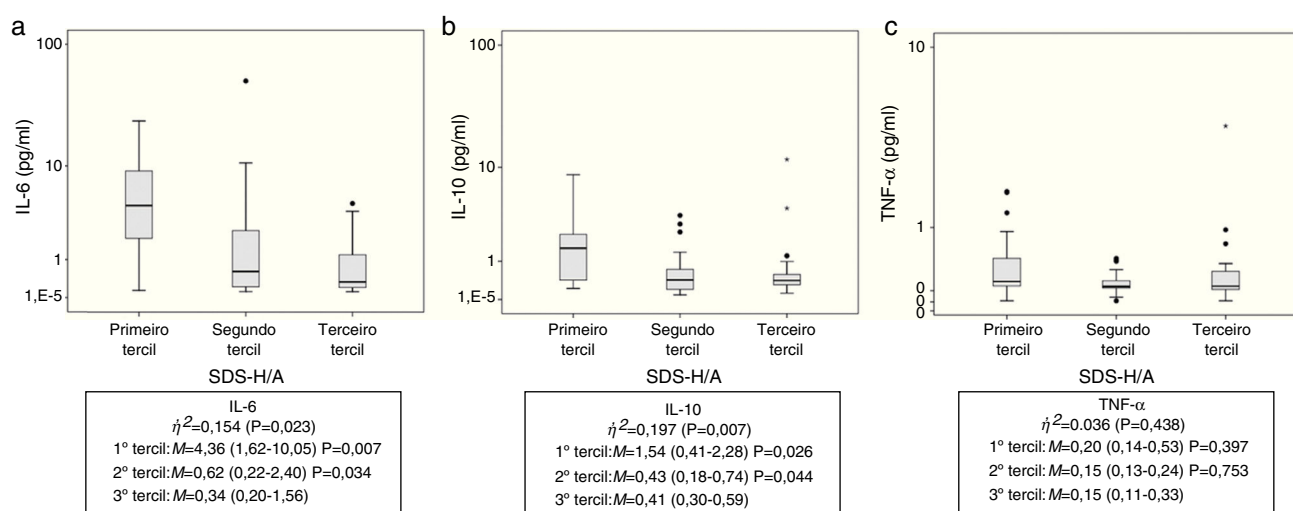 a
IL-6 (pg/ml)
100
10
1
1,E-5
Primeiro tercil
Segundo tercil
Terceiro tercil
SDS-H/A
IL-6
η̇²=0,154 (P=0,023)
1º tercil:M=4,36 (1,62-10,05) P=0,007
2º tercil:M=0,62 (0,22-2,40) P=0,034
3º tercil:M=0,34 (0,20-1,56)
b
IL-10 (pg/ml)
100
10
1
1,E-5
Primeiro tercil
Segundo tercil
Terceiro tercil
SDS-H/A
IL-10
η̇²=0,197 (P=0,007)
1º tercil:M=1,54 (0,41-2,28) P=0,026
2º tercil:M=0,43 (0,18-0,74) P=0,044
3º tercil:M=0,41 (0,30-0,59)
c
TNF-α (pg/ml)
10
1
0
0
0
Primeiro tercil
Segundo tercil
Terceiro tercil
SDS-H/A
TNF-α
η̇²=0.036 (P=0,438)
1º tercil:M=0,20 (0,14-0,53) P=0,397
2º tercil:M=0,15 (0,13-0,24) P=0,753
3º tercil:M=0,15 (0,11-0,33)